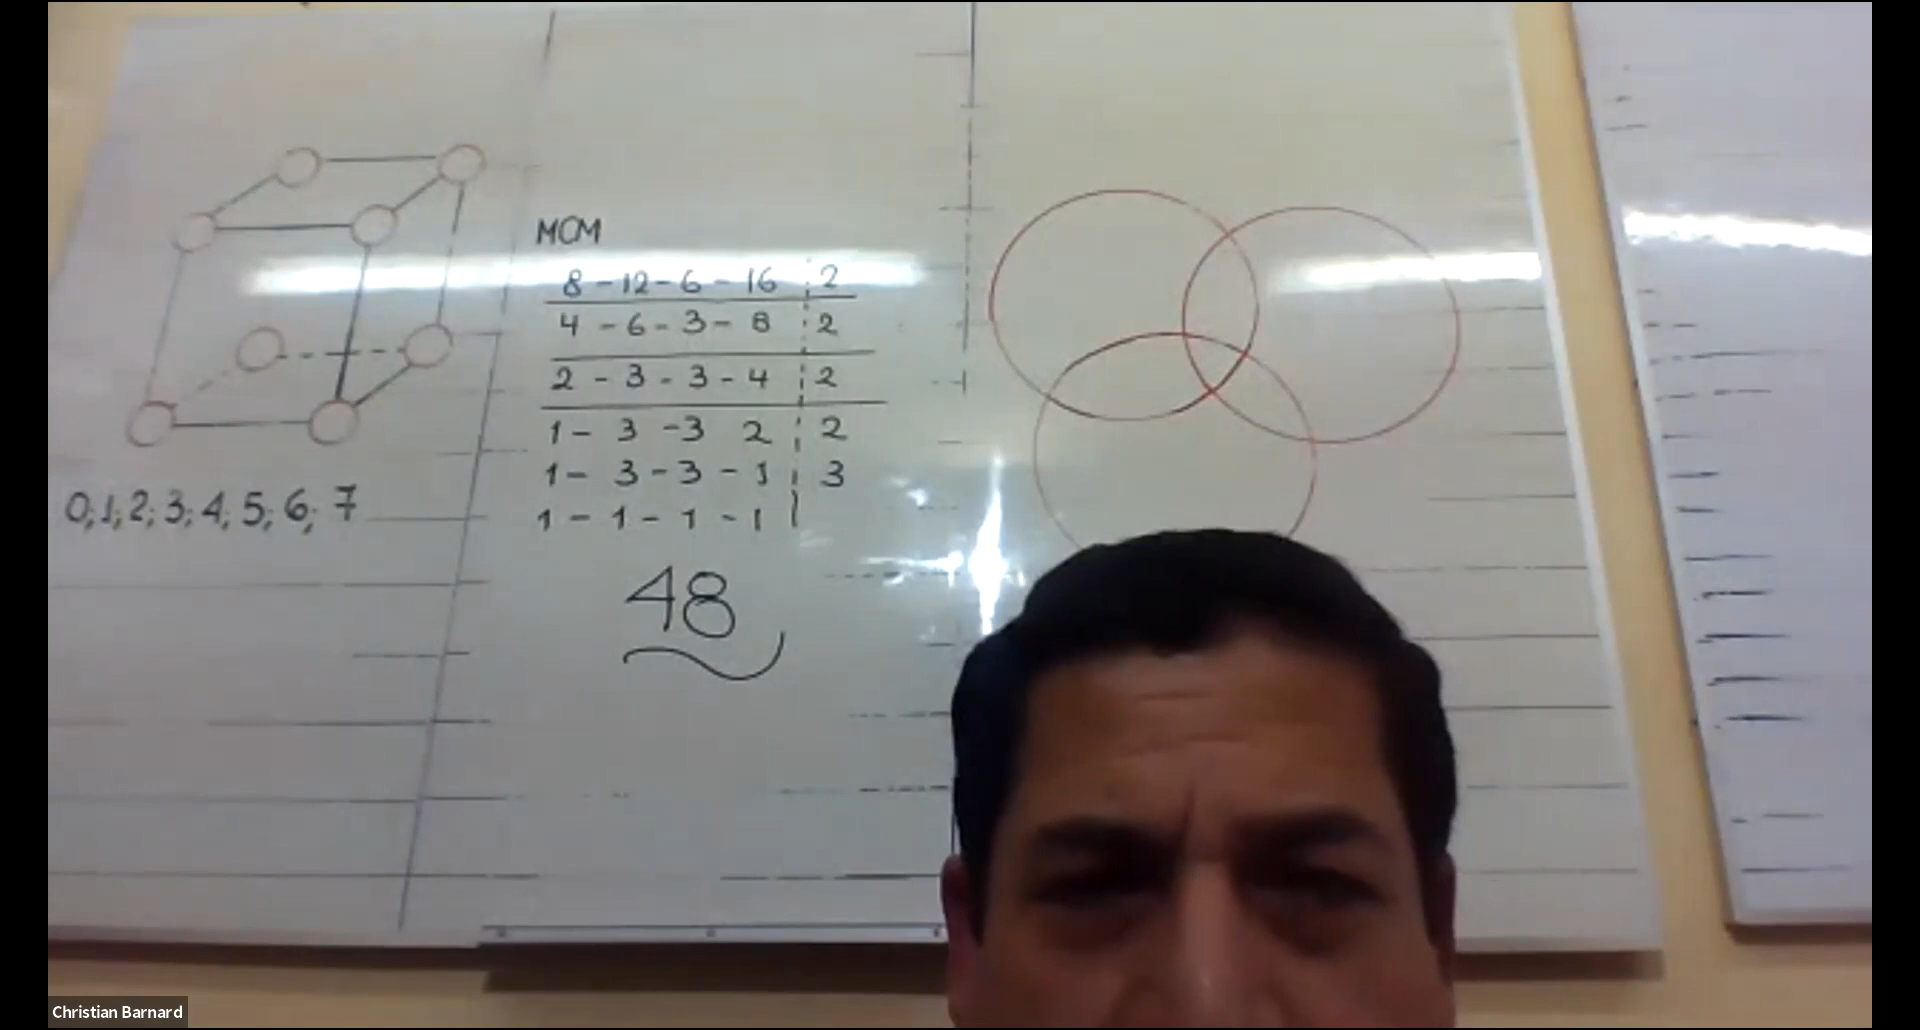 0; 1; 2; 3; 4; 5; 6; 7
MCM
8 - 12 - 6 - 16 2
4 - 6 - 3 - 8 2
2 - 3 - 3 - 4 2
1 - 3 - 3 2 2
1 - 3 - 3 - 1 3
1 - 1 - 1 - 1
48
Christian Barnard